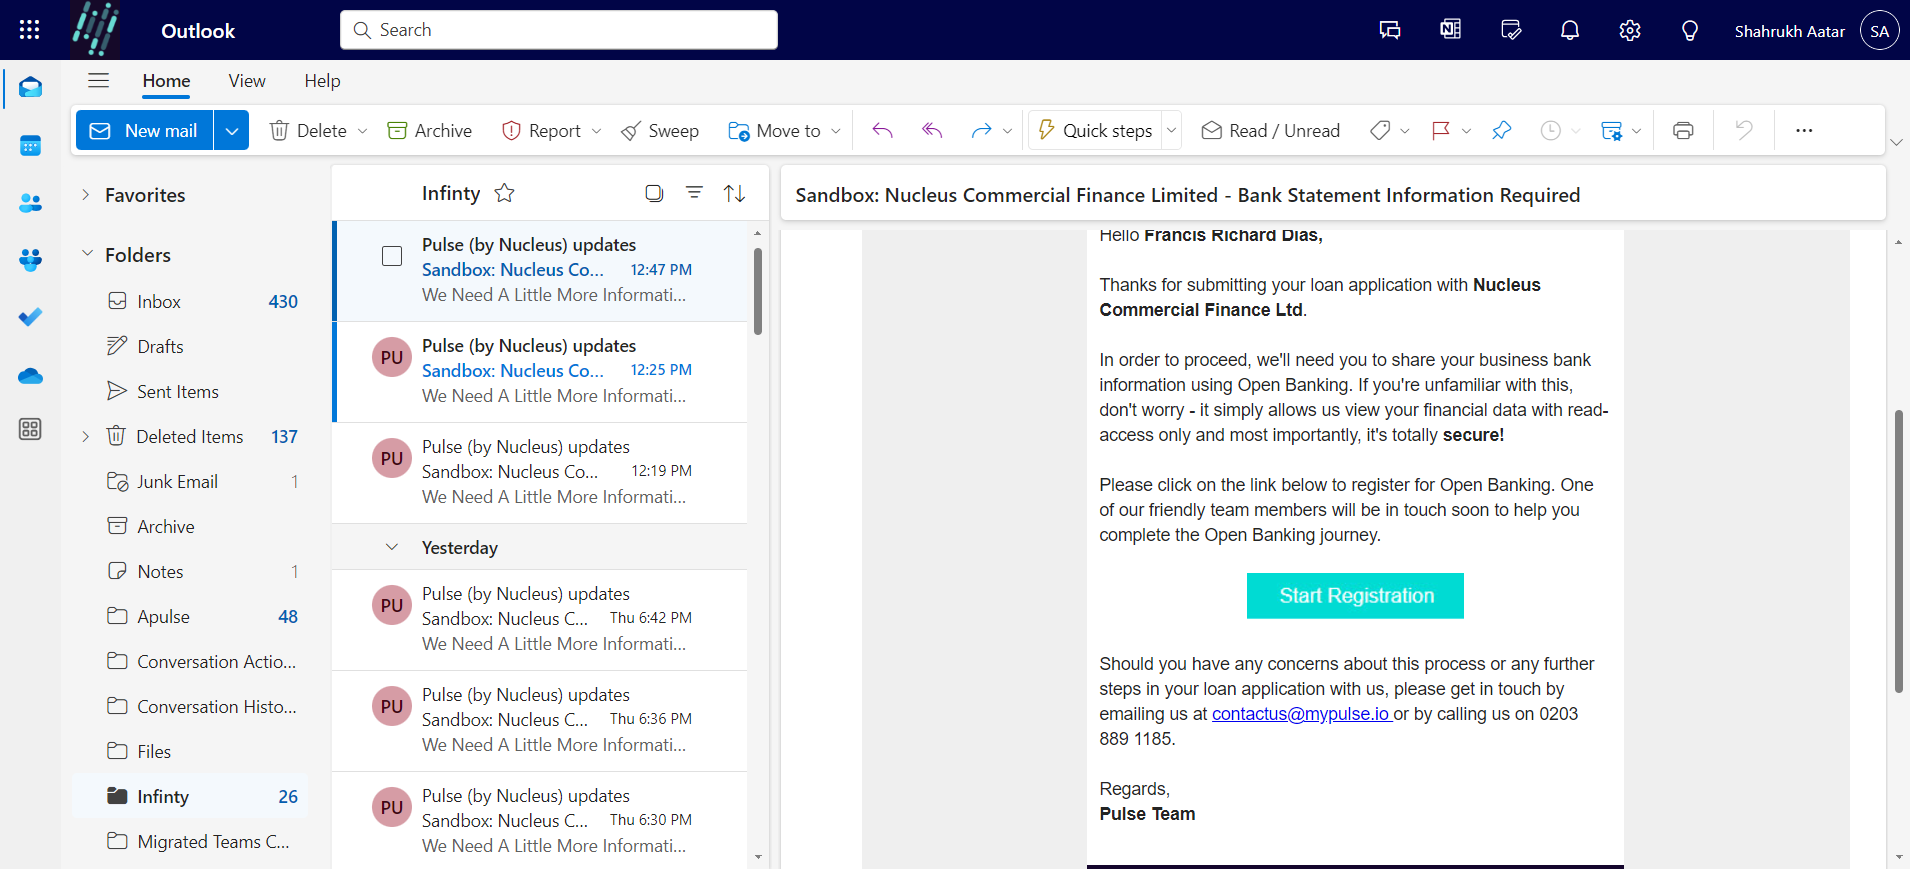 Outlook
Search
Shahrukh Aatar
SA
Home
View
Help
New mail
Delete
Archive
Report
Sweep
Move to
Quick steps
Read / Unread
Favorites
Folders
Inbox 430
Drafts
Sent Items
Deleted Items 137
Junk Email 1
Archive
Notes 1
Apulse 48
Conversation Actio...
Conversation Histo...
Files
Infinty 26
Migrated Teams C...
Infinty
Pulse (by Nucleus) updates
Sandbox: Nucleus Co... 12:47 PM
We Need A Little More Informati...
PU
Pulse (by Nucleus) updates
Sandbox: Nucleus Co... 12:25 PM
We Need A Little More Informati...
PU
Pulse (by Nucleus) updates
Sandbox: Nucleus Co... 12:19 PM
We Need A Little More Informati...
Yesterday
PU
Pulse (by Nucleus) updates
Sandbox: Nucleus C... Thu 6:42 PM
We Need A Little More Informati...
PU
Pulse (by Nucleus) updates
Sandbox: Nucleus C... Thu 6:36 PM
We Need A Little More Informati...
PU
Pulse (by Nucleus) updates
Sandbox: Nucleus C... Thu 6:30 PM
We Need A Little More Informati...
Sandbox: Nucleus Commercial Finance Limited - Bank Statement Information Required
Hello Francis Richard Dias,
Thanks for submitting your loan application with Nucleus
Commercial Finance Ltd.
In order to proceed, we'll need you to share your business bank
information using Open Banking. If you're unfamiliar with this,
don't worry - it simply allows us view your financial data with read-
access only and most importantly, it's totally secure!
Please click on the link below to register for Open Banking. One
of our friendly team members will be in touch soon to help you
complete the Open Banking journey.
Start Registration
Should you have any concerns about this process or any further
steps in your loan application with us, please get in touch by
emailing us at contactus@mypulse.io or by calling us on 0203
889 1185.
Regards,
Pulse Team